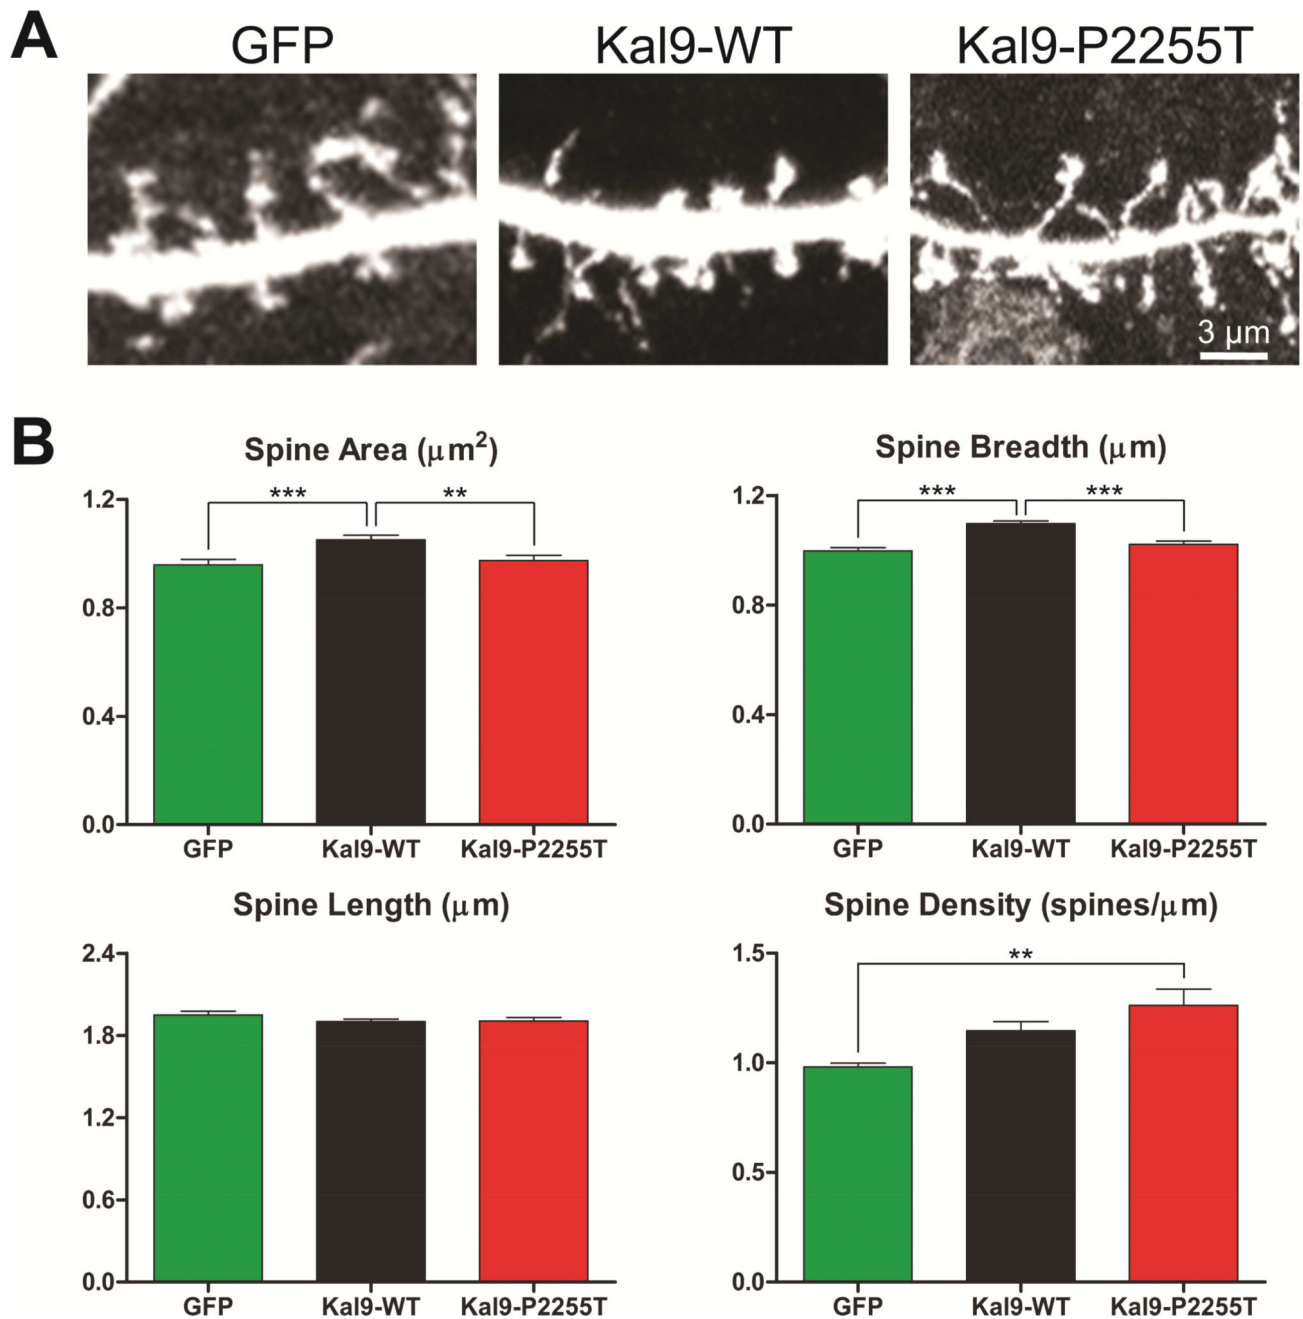 A
GFP
Kal9-WT
Kal9-P2255T
3 µm
B
Spine Area (µm²)
1.2
0.8
0.4
0.0
***
**
GFP
Kal9-WT
Kal9-P2255T
Spine Breadth (µm)
1.2
0.8
0.4
0.0
***
***
GFP
Kal9-WT
Kal9-P2255T
Spine Length (µm)
2.4
1.8
1.2
0.6
0.0
GFP
Kal9-WT
Kal9-P2255T
Spine Density (spines/µm)
1.5
1.0
0.5
0.0
**
GFP
Kal9-WT
Kal9-P2255T